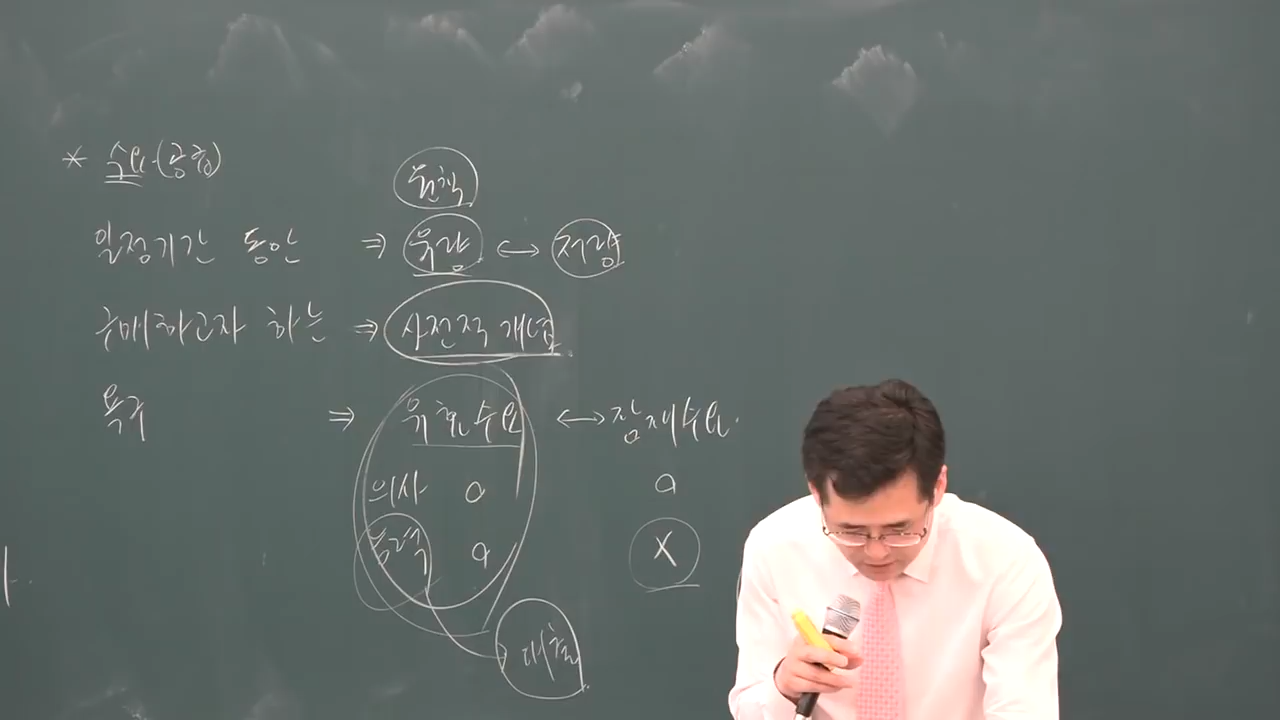 * 수요(공급)
원칙
일정기간 동안 ⇒ 유량 ↔ 저량
구매하고자 하는 ⇒ 사전적 개념
욕구 ⇒ 유효수요 ↔ 잠재수요
의사 o o
능력 o X
대출